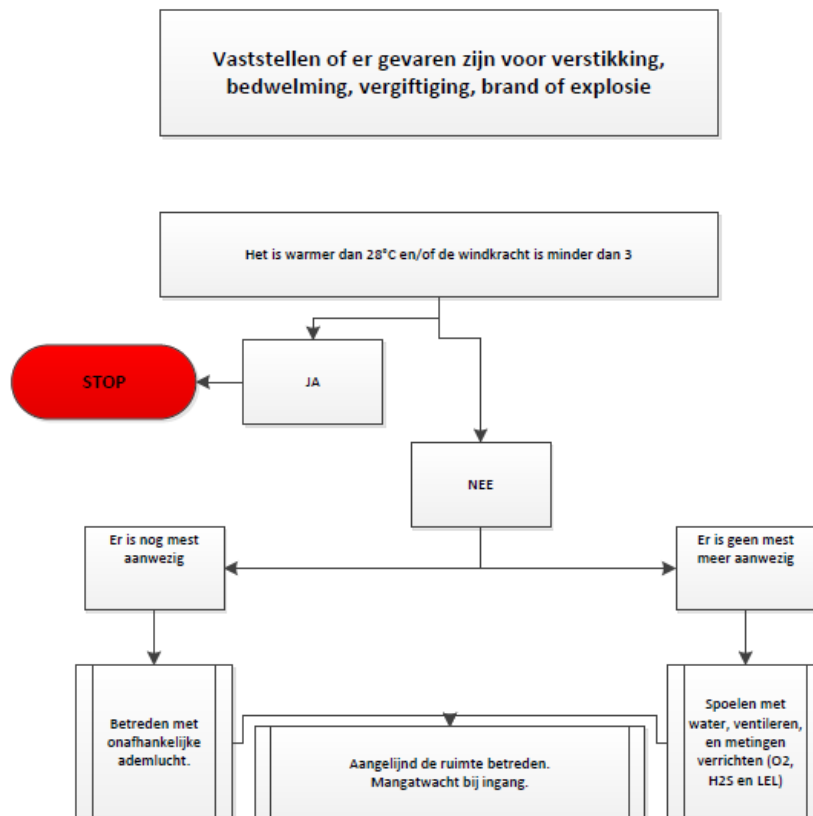 Vaststellen of er gevaren zijn voor verstikking,
bedwelming, vergiftiging, brand of explosie
Het is warmer dan 28°C en/of de windkracht is minder dan 3
STOP
JA
NEE
Er is nog mest
aanwezig
Er is geen mest
meer aanwezig
Betreden met
onafhankelijke
ademlucht.
Aangelijnd de ruimte betreden.
Mangatwacht bij ingang.
Spoelen met
water, ventileren,
en metingen
verrichten (O2,
H2S en LEL)